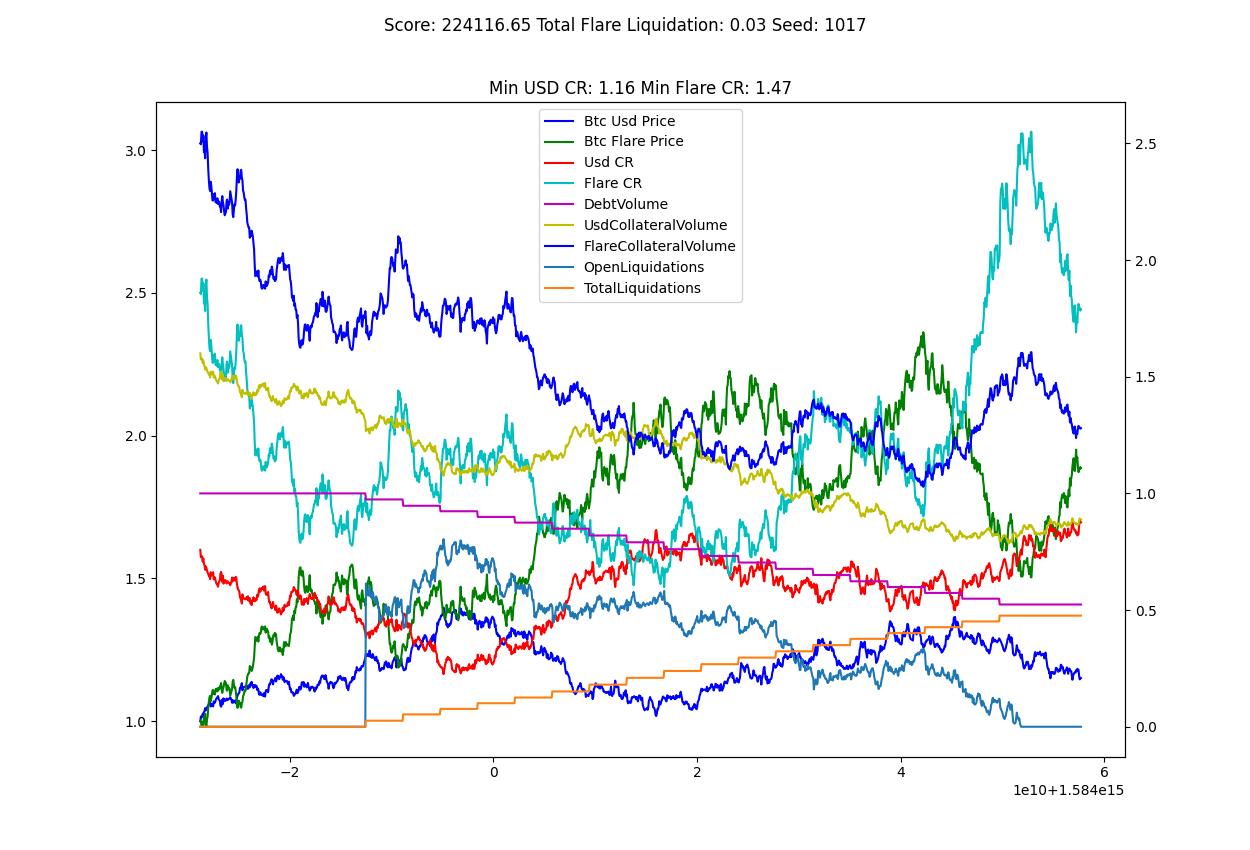 Score: 224116.65 Total Flare Liquidation: 0.03 Seed: 1017
Min USD CR: 1.16 Min Flare CR: 1.47
Btc Usd Price
Btc Flare Price
Usd CR
Flare CR
DebtVolume
UsdCollateralVolume
FlareCollateralVolume
OpenLiquidations
TotalLiquidations
3.0
2.5
2.0
1.5
1.0
2.5
2.0
1.5
1.0
0.5
0.0
−2 0 2 4 6
1e10+1.584e15